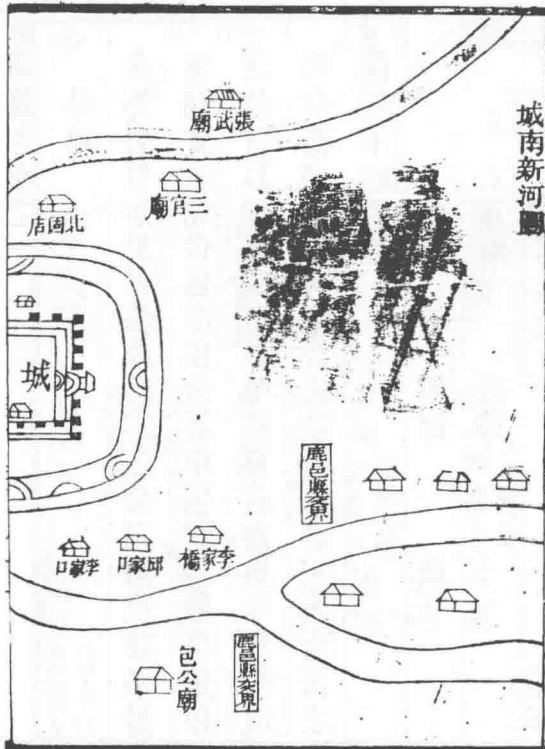 城南新河圖
張武廟
三官廟
北固店
城
鹿邑縣交界
李家橋
邱家口
李家口
包公廟
鹿邑縣交界